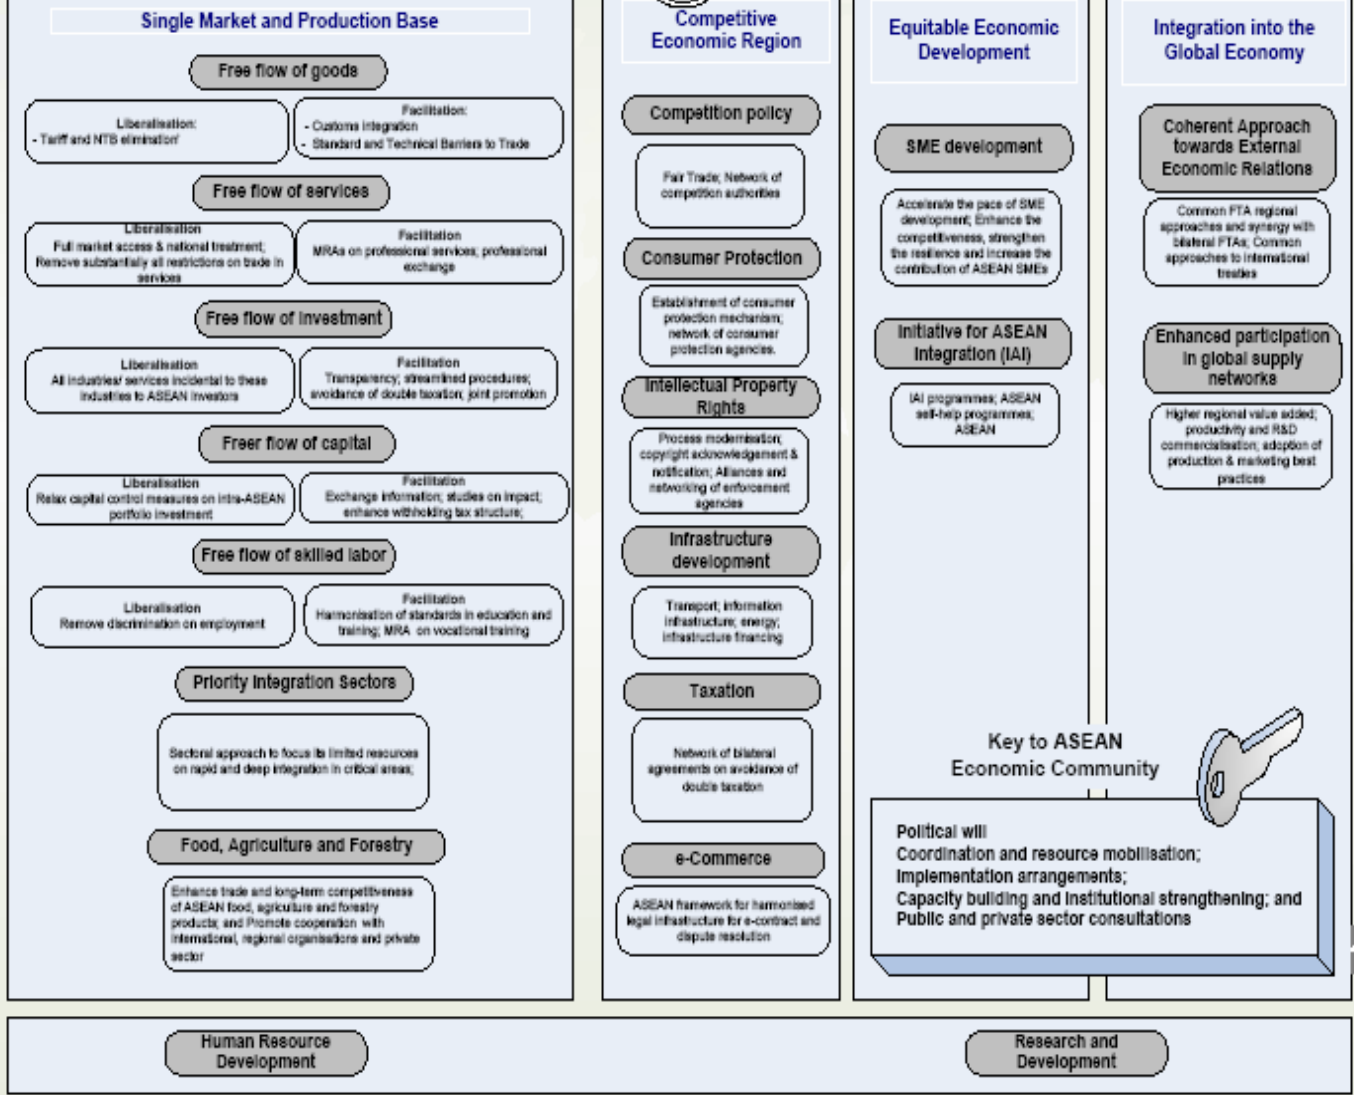 Single Market and Production Base
Free flow of goods
Liberalisation:
- Tariff and NTB elimination
Facilitation:
- Customs integration
- Standard and Technical Barriers to Trade
Free flow of services
Liberalisation
Full market access & national treatment;
Remove substantially all restrictions on trade in
services
Facilitation
MRAs on professional services; professional
exchange
Free flow of investment
Liberalisation
All industries/ services incidental to these
industries to ASEAN investors
Facilitation
Transparency; streamlined procedures;
avoidance of double taxation; joint promotion
Freer flow of capital
Liberalisation
Relax capital control measures on intra-ASEAN
portfolio investment
Facilitation
Exchange information; studies on impact;
enhance withholding tax structure;
Free flow of skilled labor
Liberalisation
Remove discrimination on employment
Facilitation
Harmonisation of standards in education and
training; MRA on vocational training
Priority Integration Sectors
Sectoral approach to focus its limited resources
on rapid and deep integration in critical areas;
Food, Agriculture and Forestry
Enhance trade and long-term competitiveness
of ASEAN food, agriculture and forestry
products; and Promote cooperation with
international, regional organisations and private
sector
Competitive
Economic Region
Competition policy
Fair Trade; Network of
competition authorities
Consumer Protection
Establishment of consumer
protection mechanism;
network of consumer
protection agencies.
Intellectual Property
Rights
Process modernisation;
copyright acknowledgement &
notification; Alliances and
networking of enforcement
agencies
Infrastructure
development
Transport; information
infrastructure; energy;
infrastructure financing
Taxation
Network of bilateral
agreements on avoidance of
double taxation
e-Commerce
ASEAN framework for harmonised
legal infrastructure for e-contract and
dispute resolution
Equitable Economic
Development
SME development
Accelerate the pace of SME
development; Enhance the
competitiveness, strengthen
the resilience and increase the
contribution of ASEAN SMEs
Initiative for ASEAN
Integration (IAI)
IAI programmes; ASEAN
self-help programmes;
ASEAN
Integration into the
Global Economy
Coherent Approach
towards External
Economic Relations
Common FTA regional
approaches and synergy with
bilateral FTAs; Common
approaches to international
treaties
Enhanced participation
in global supply
networks
Higher regional value added;
productivity and R&D
commercialisation; adoption of
production & marketing best
practices
Key to ASEAN
Economic Community
Political will
Coordination and resource mobilisation;
Implementation arrangements;
Capacity building and institutional strengthening; and
Public and private sector consultations
Human Resource
Development
Research and
Development